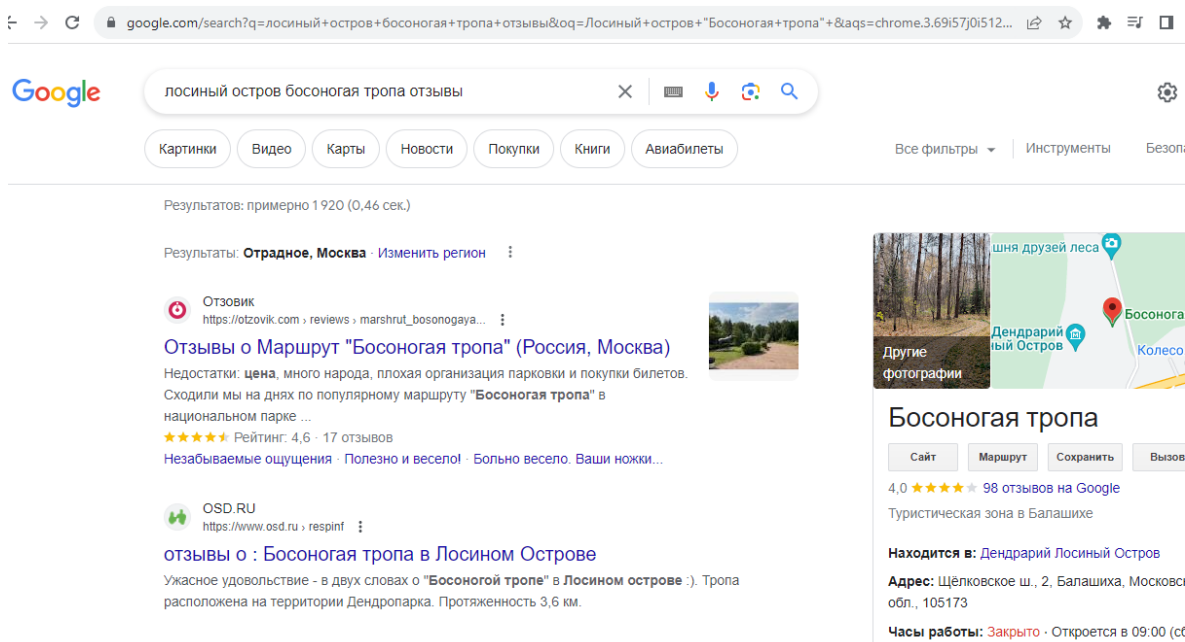 google.com/search?q=лосиный+остров+босоногая+тропа+отзывы&oq=Лосиный+остров+"Босоногая+тропа"+&aqs=chrome.3.69i57j0i512...
Google
лосиный остров босоногая тропа отзывы
Картинки
Видео
Карты
Новости
Покупки
Книги
Авиабилеты
Все фильтры
Инструменты
Безопа
Результатов: примерно 1 920 (0,46 сек.)
Результаты: Отрадное, Москва · Изменить регион
Отзовик
https://otzovik.com › reviews › marshrut_bosonogaya...
Отзывы о Маршрут "Босоногая тропа" (Россия, Москва)
Недостатки: цена, много народа, плохая организация парковки и покупки билетов.
Сходили мы на днях по популярному маршруту "Босоногая тропа" в
национальном парке ...
Рейтинг: 4,6 · 17 отзывов
Незабываемые ощущения · Полезно и весело! · Больно весело. Ваши ножки...
OSD.RU
https://www.osd.ru › respinf
отзывы о : Босоногая тропа в Лосином Острове
Ужасное удовольствие - в двух словах о "Босоногой тропе" в Лосином острове :). Тропа
расположена на территории Дендропарка. Протяженность 3,6 км.
Другие
фотографии
шня друзей леса
Босонога
Дендрарий
ый Остров
Колесо
Босоногая тропа
Сайт
Маршрут
Сохранить
Вызов
4,0 98 отзывов на Google
Туристическая зона в Балашихе
Находится в: Дендрарий Лосиный Остров
Адрес: Щёлковское ш., 2, Балашиха, Московск
обл., 105173
Часы работы: Закрыто · Откроется в 09:00 (сб